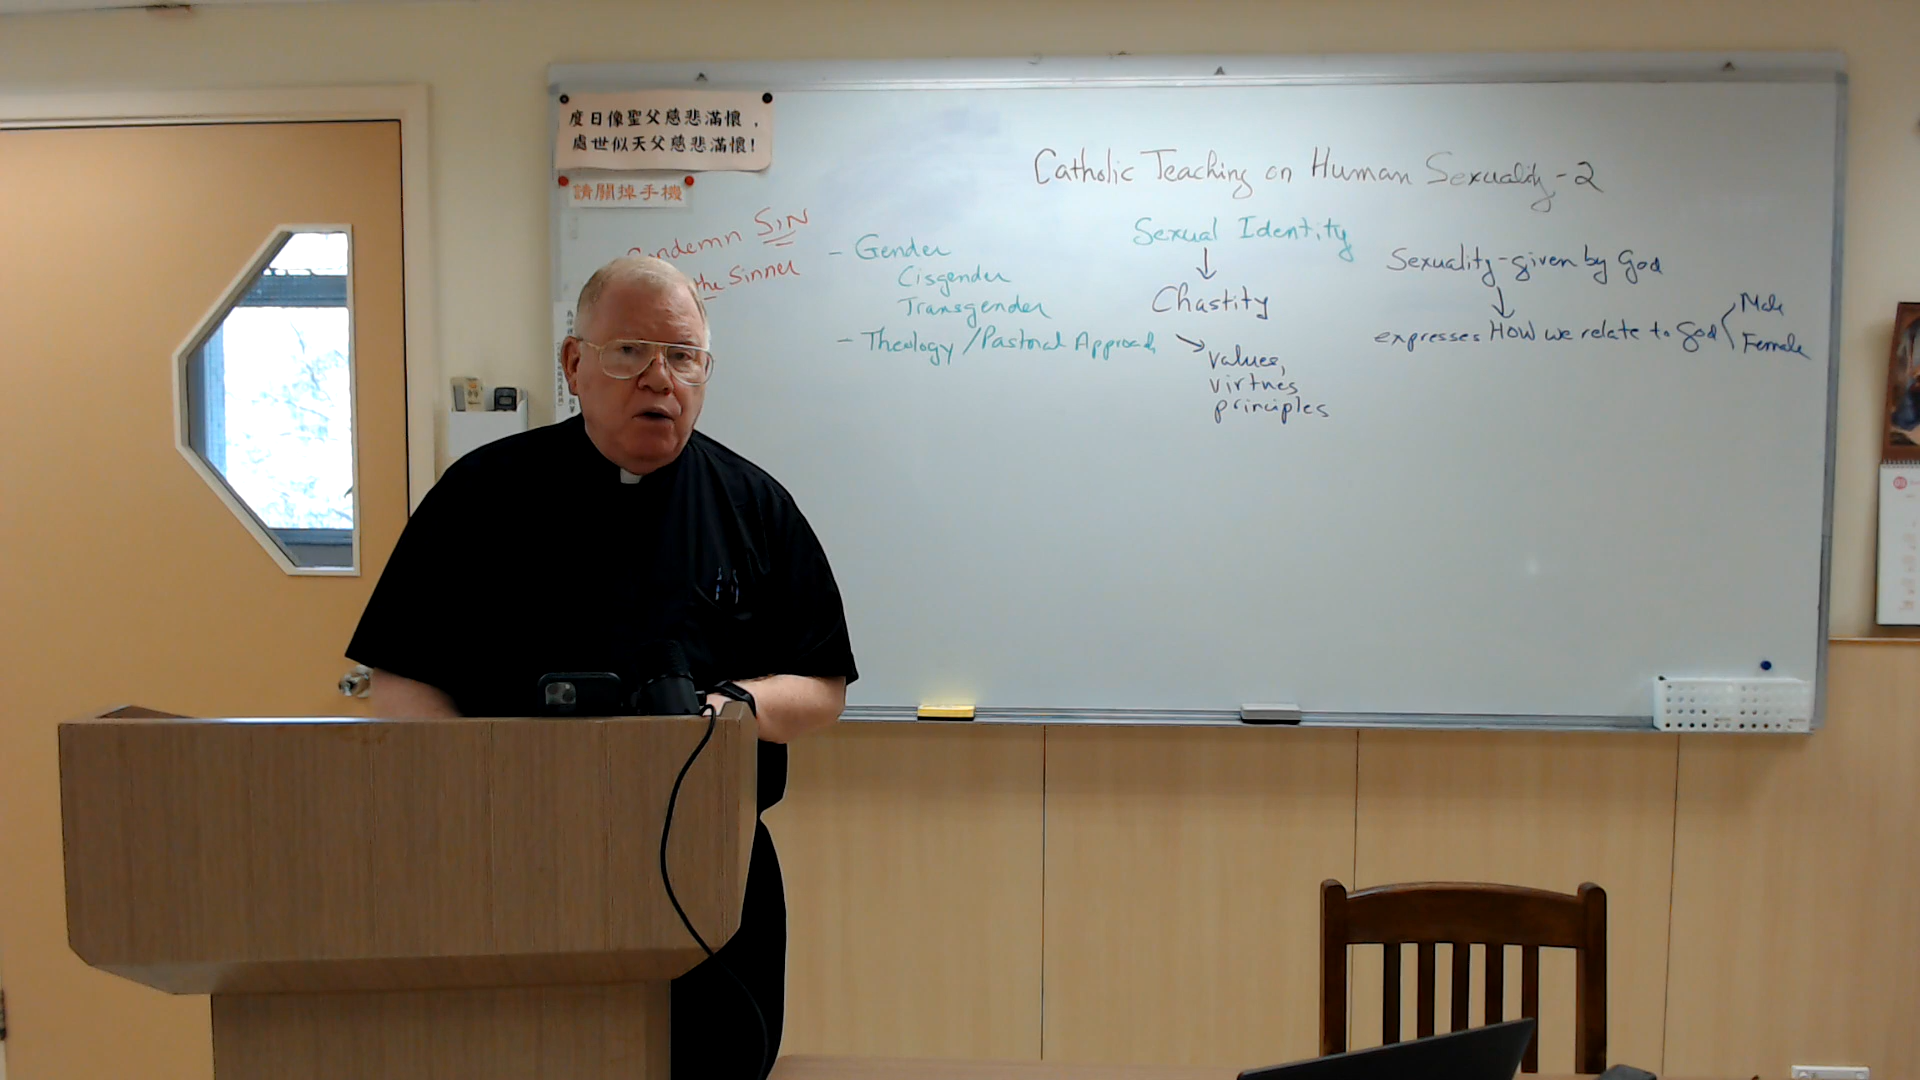 度日像聖父慈悲滿懷，
處世似天父慈悲滿懷！
請關掉手機
Condemn SIN
the Sinner
- Gender
Cisgender
Transgender
- Theology / Pastoral Approach
Catholic Teaching on Human Sexuality - 2
Sexual Identity
↓
Chastity
↘ values,
virtues,
principles
Sexuality - given by God
↓
expresses How we relate to God
Male
Female